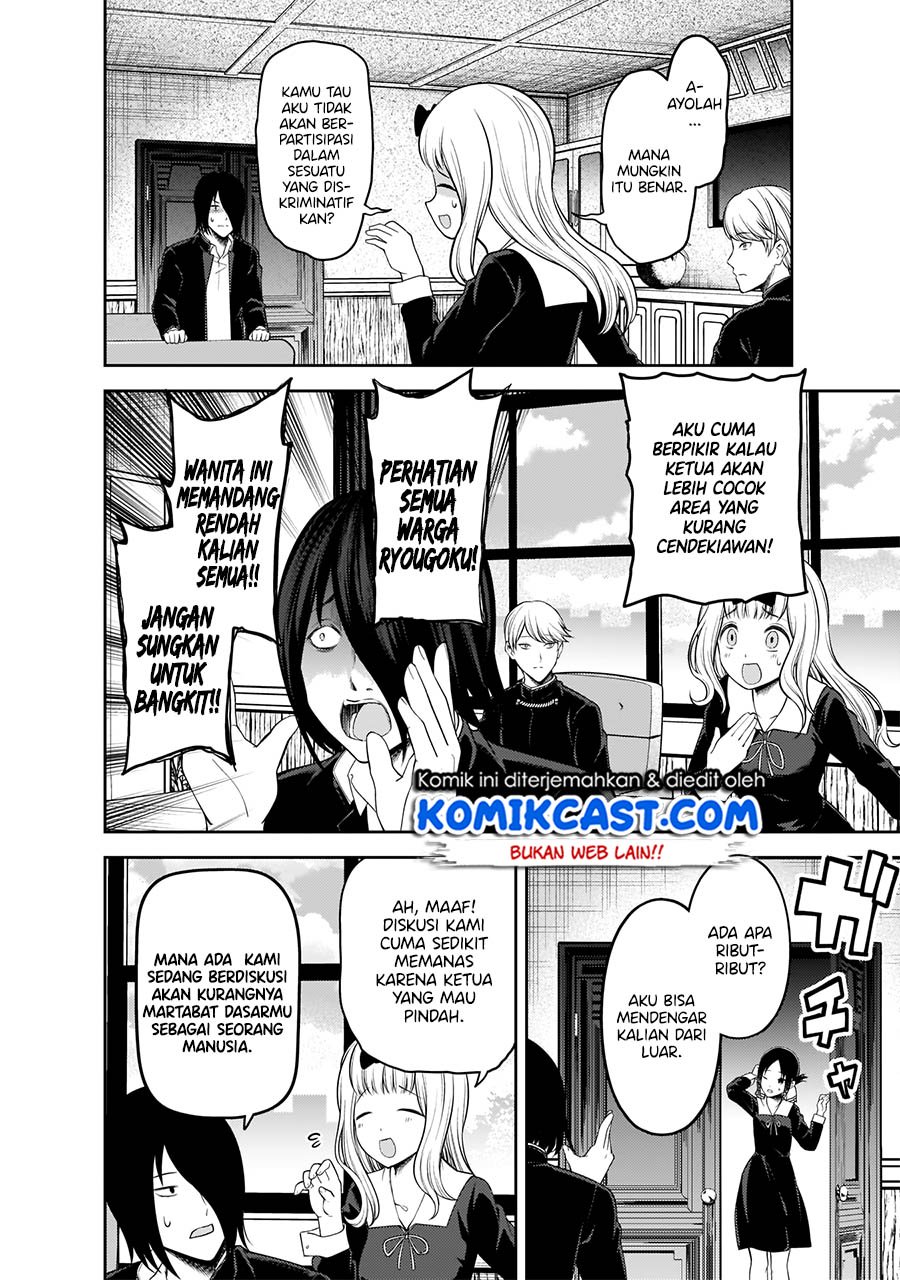 A-
AYOLAH
...
MANA
MUNGKIN
ITU BENAR.
KAMU TAU
AKU TIDAK
AKAN BER-
PARTISIPASI
DALAM
SESUATU
YANG DIS-
KRIMINATIF
KAN?
AKU CUMA
BERPIKIR KALAU
KETUA AKAN
LEBIH COCOK
AREA YANG
KURANG
CENDEKIAWAN!
PERHATIAN
SEMUA
WARGA
RYOUGOKU!
WANITA INI
MEMANDANG
RENDAH
KALIAN
SEMUA!!
JANGAN
SUNGKAN
UNTUK
BANGKIT!!
Komik ini diterjemahkan & diedit oleh
KOMIKCAST.COM
BUKAN WEB LAIN!!
ガチャ
ADA APA
RIBUT-
RIBUT?
AKU BISA
MENDENGAR
KALIAN DARI
LUAR.
AH, MAAF!
DISKUSI KAMI
CUMA SEDIKIT
MEMANAS
KARENA KETUA
YANG MAU
PINDAH.
MANA ADA KAMI
SEDANG BERDISKUSI
AKAN KURANGNYA
MARTABAT DASARMU
SEBAGAI SEORANG
MANUSIA.